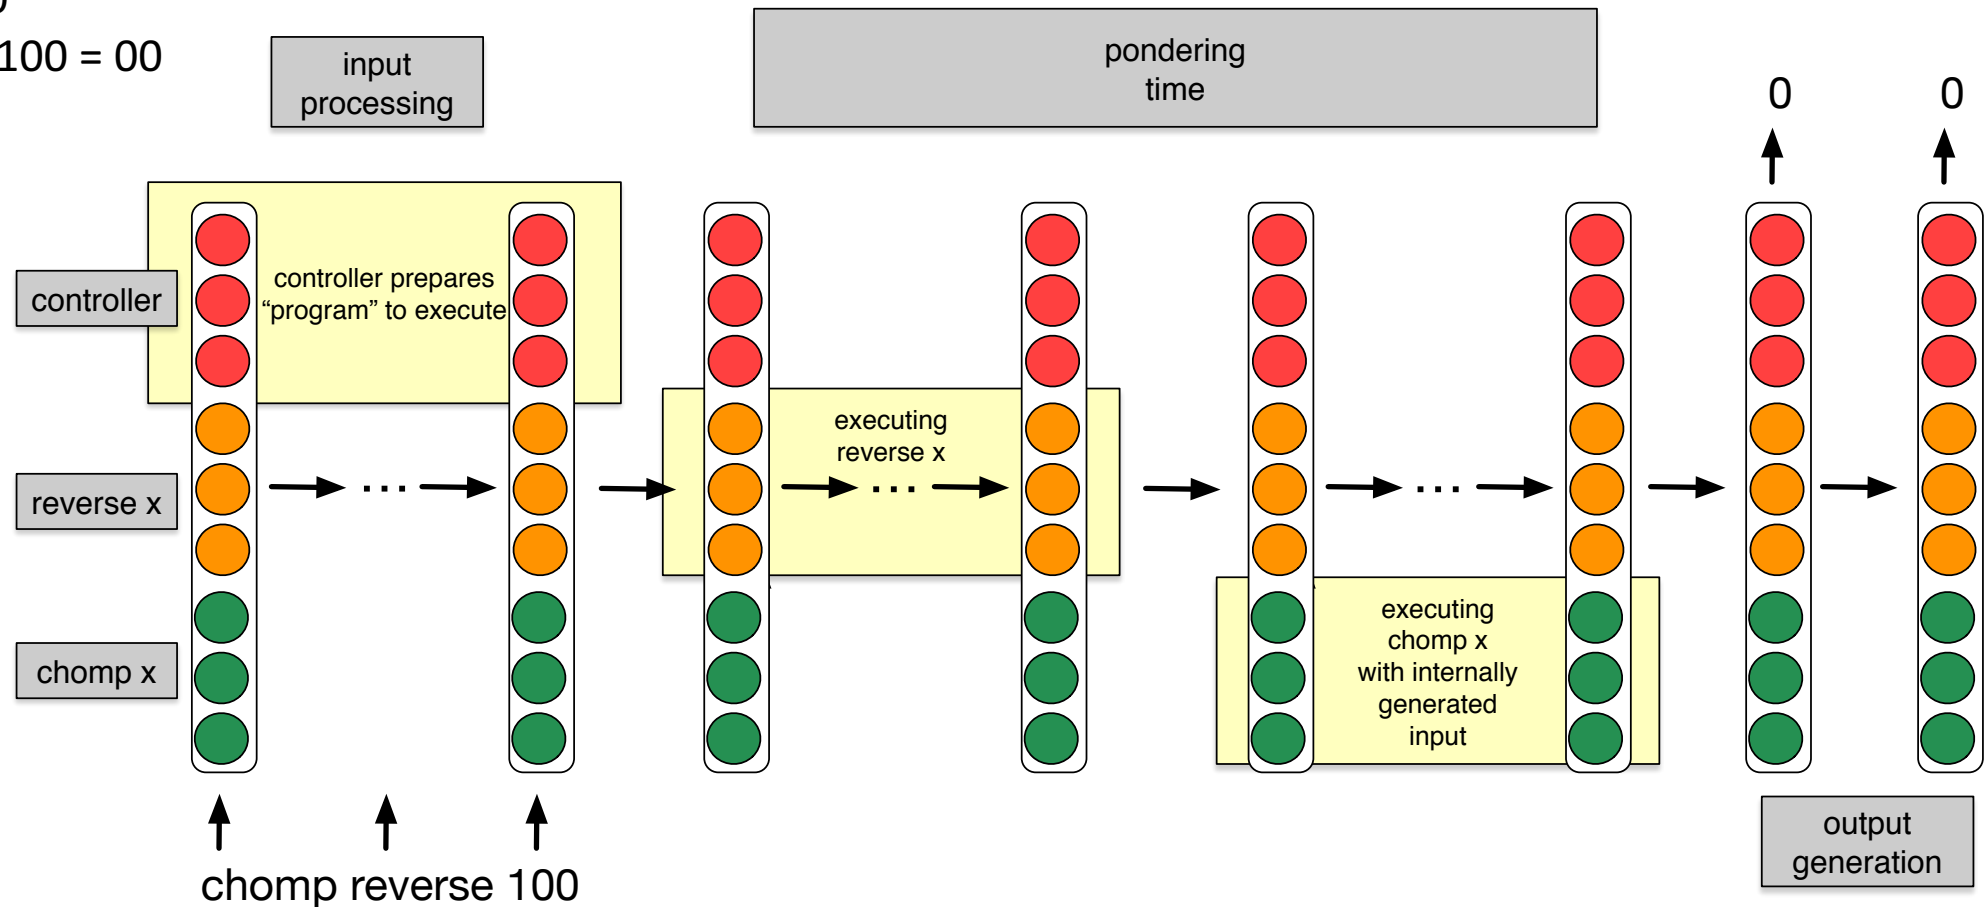 100 = 00
input
processing
pondering
time
0
0
controller
controller prepares
“program” to execute
executing
reverse x
reverse x
...
...
...
chomp x
executing
chomp x
with internally
generated
input
output
generation
chomp reverse 100